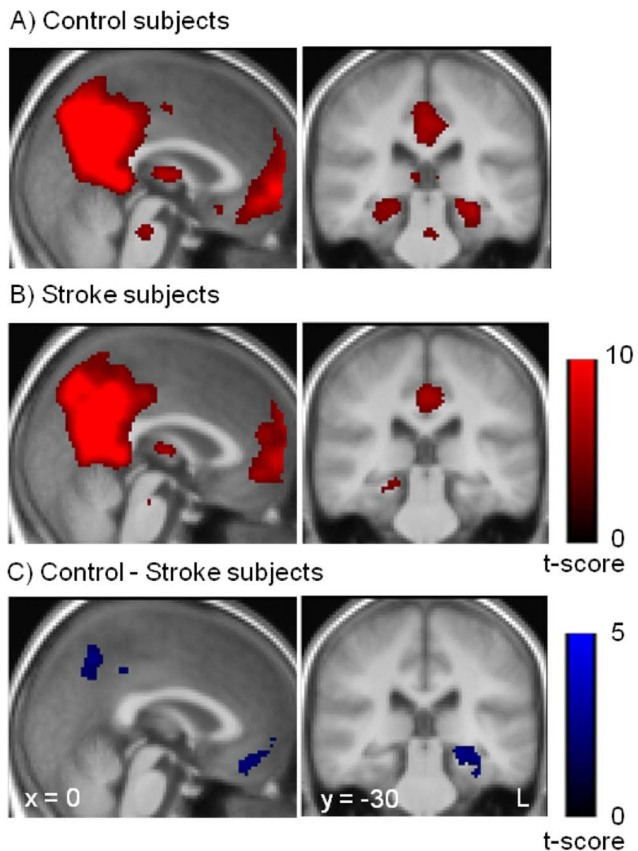 A) Control subjects
B) Stroke subjects
10
0
t-score
C) Control - Stroke subjects
5
x = 0
y = -30
L
0
t-score